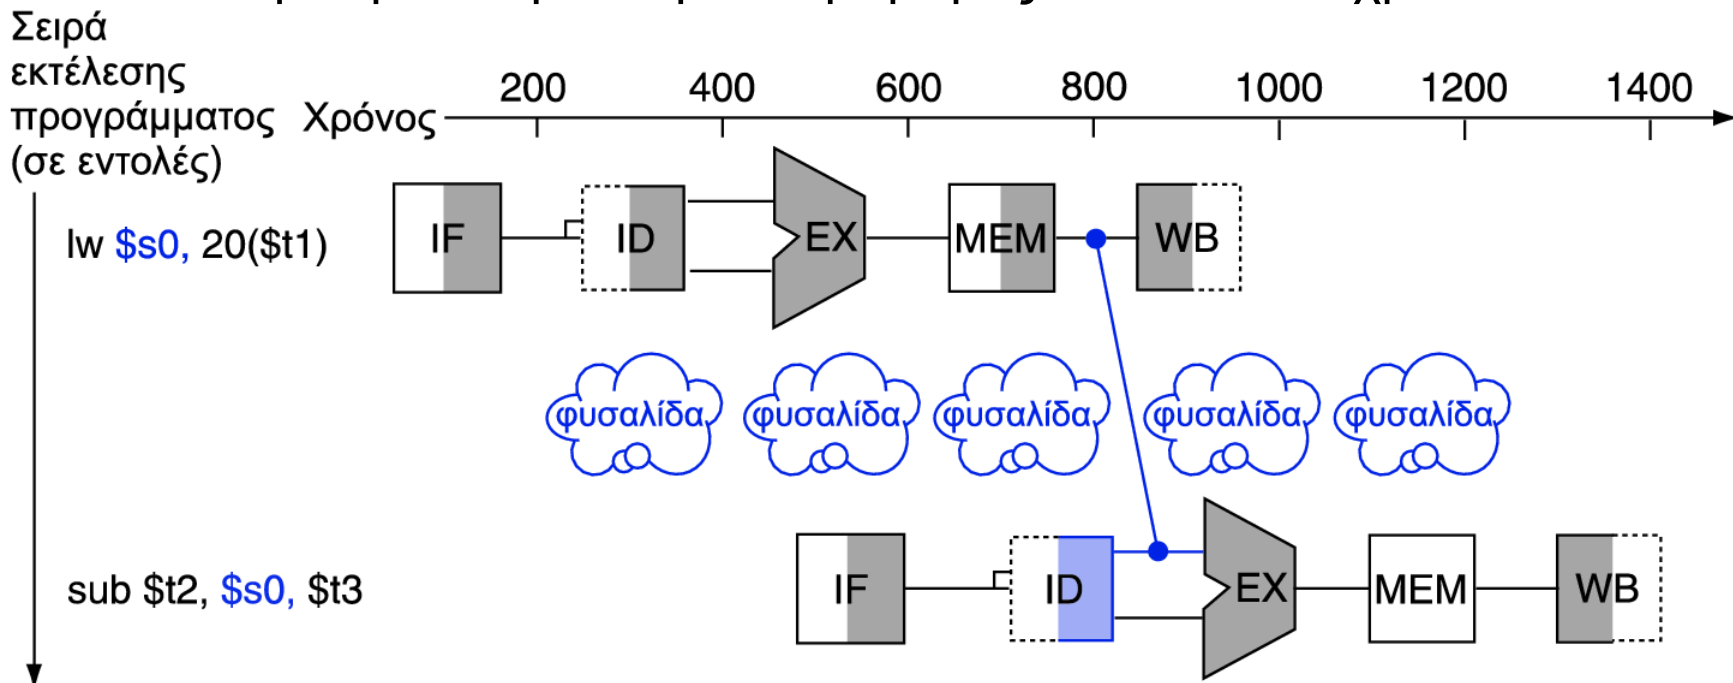 Σειρά
εκτέλεσης
προγράμματος
(σε εντολές)
Χρόνος
200 400 600 800 1000 1200 1400
lw $s0, 20($t1)
IF ID EX MEM WB
φυσαλίδα φυσαλίδα φυσαλίδα φυσαλίδα φυσαλίδα
sub $t2, $s0, $t3
IF ID EX MEM WB